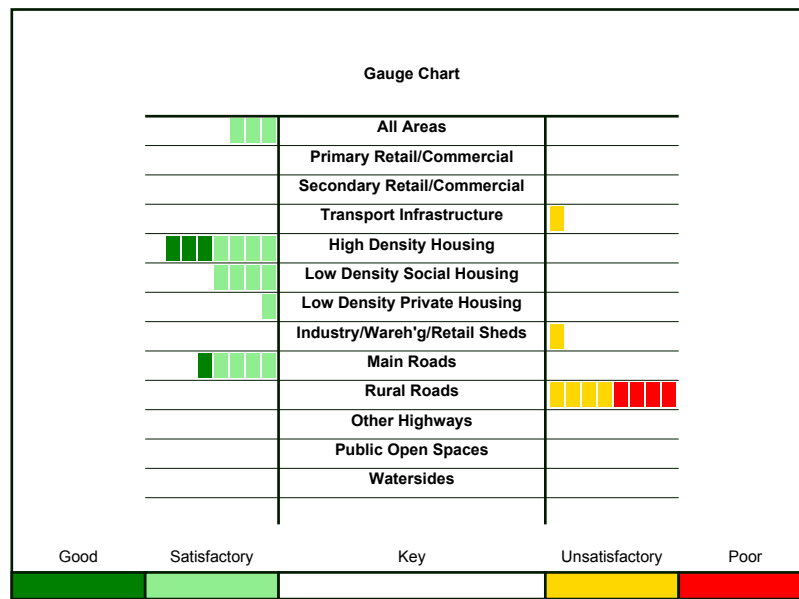 Gauge Chart
All Areas
Primary Retail/Commercial
Secondary Retail/Commercial
Transport Infrastructure
High Density Housing
Low Density Social Housing
Low Density Private Housing
Industry/Wareh'g/Retail Sheds
Main Roads
Rural Roads
Other Highways
Public Open Spaces
Watersides
Good Satisfactory Key Unsatisfactory Poor